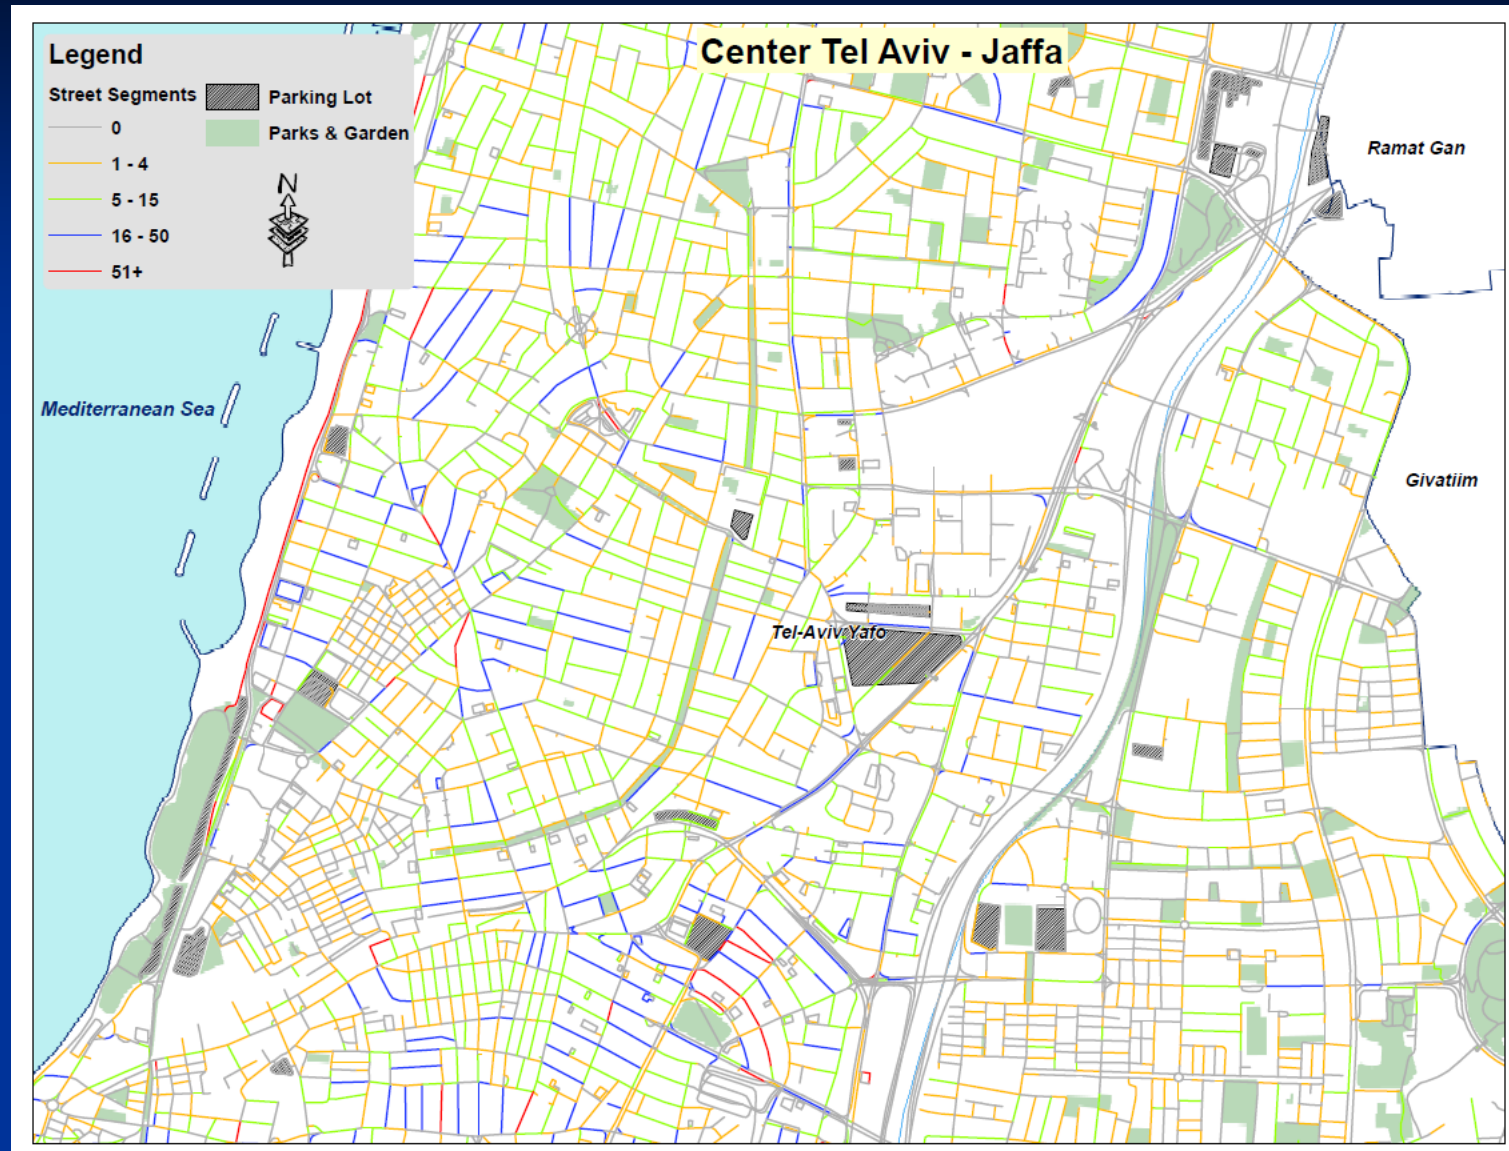 Center Tel Aviv - Jaffa
Legend
Street Segments
0
1 - 4
5 - 15
16 - 50
51+
Parking Lot
Parks & Garden
N
Ramat Gan
Mediterranean Sea
Givatiim
Tel-Aviv Yafo